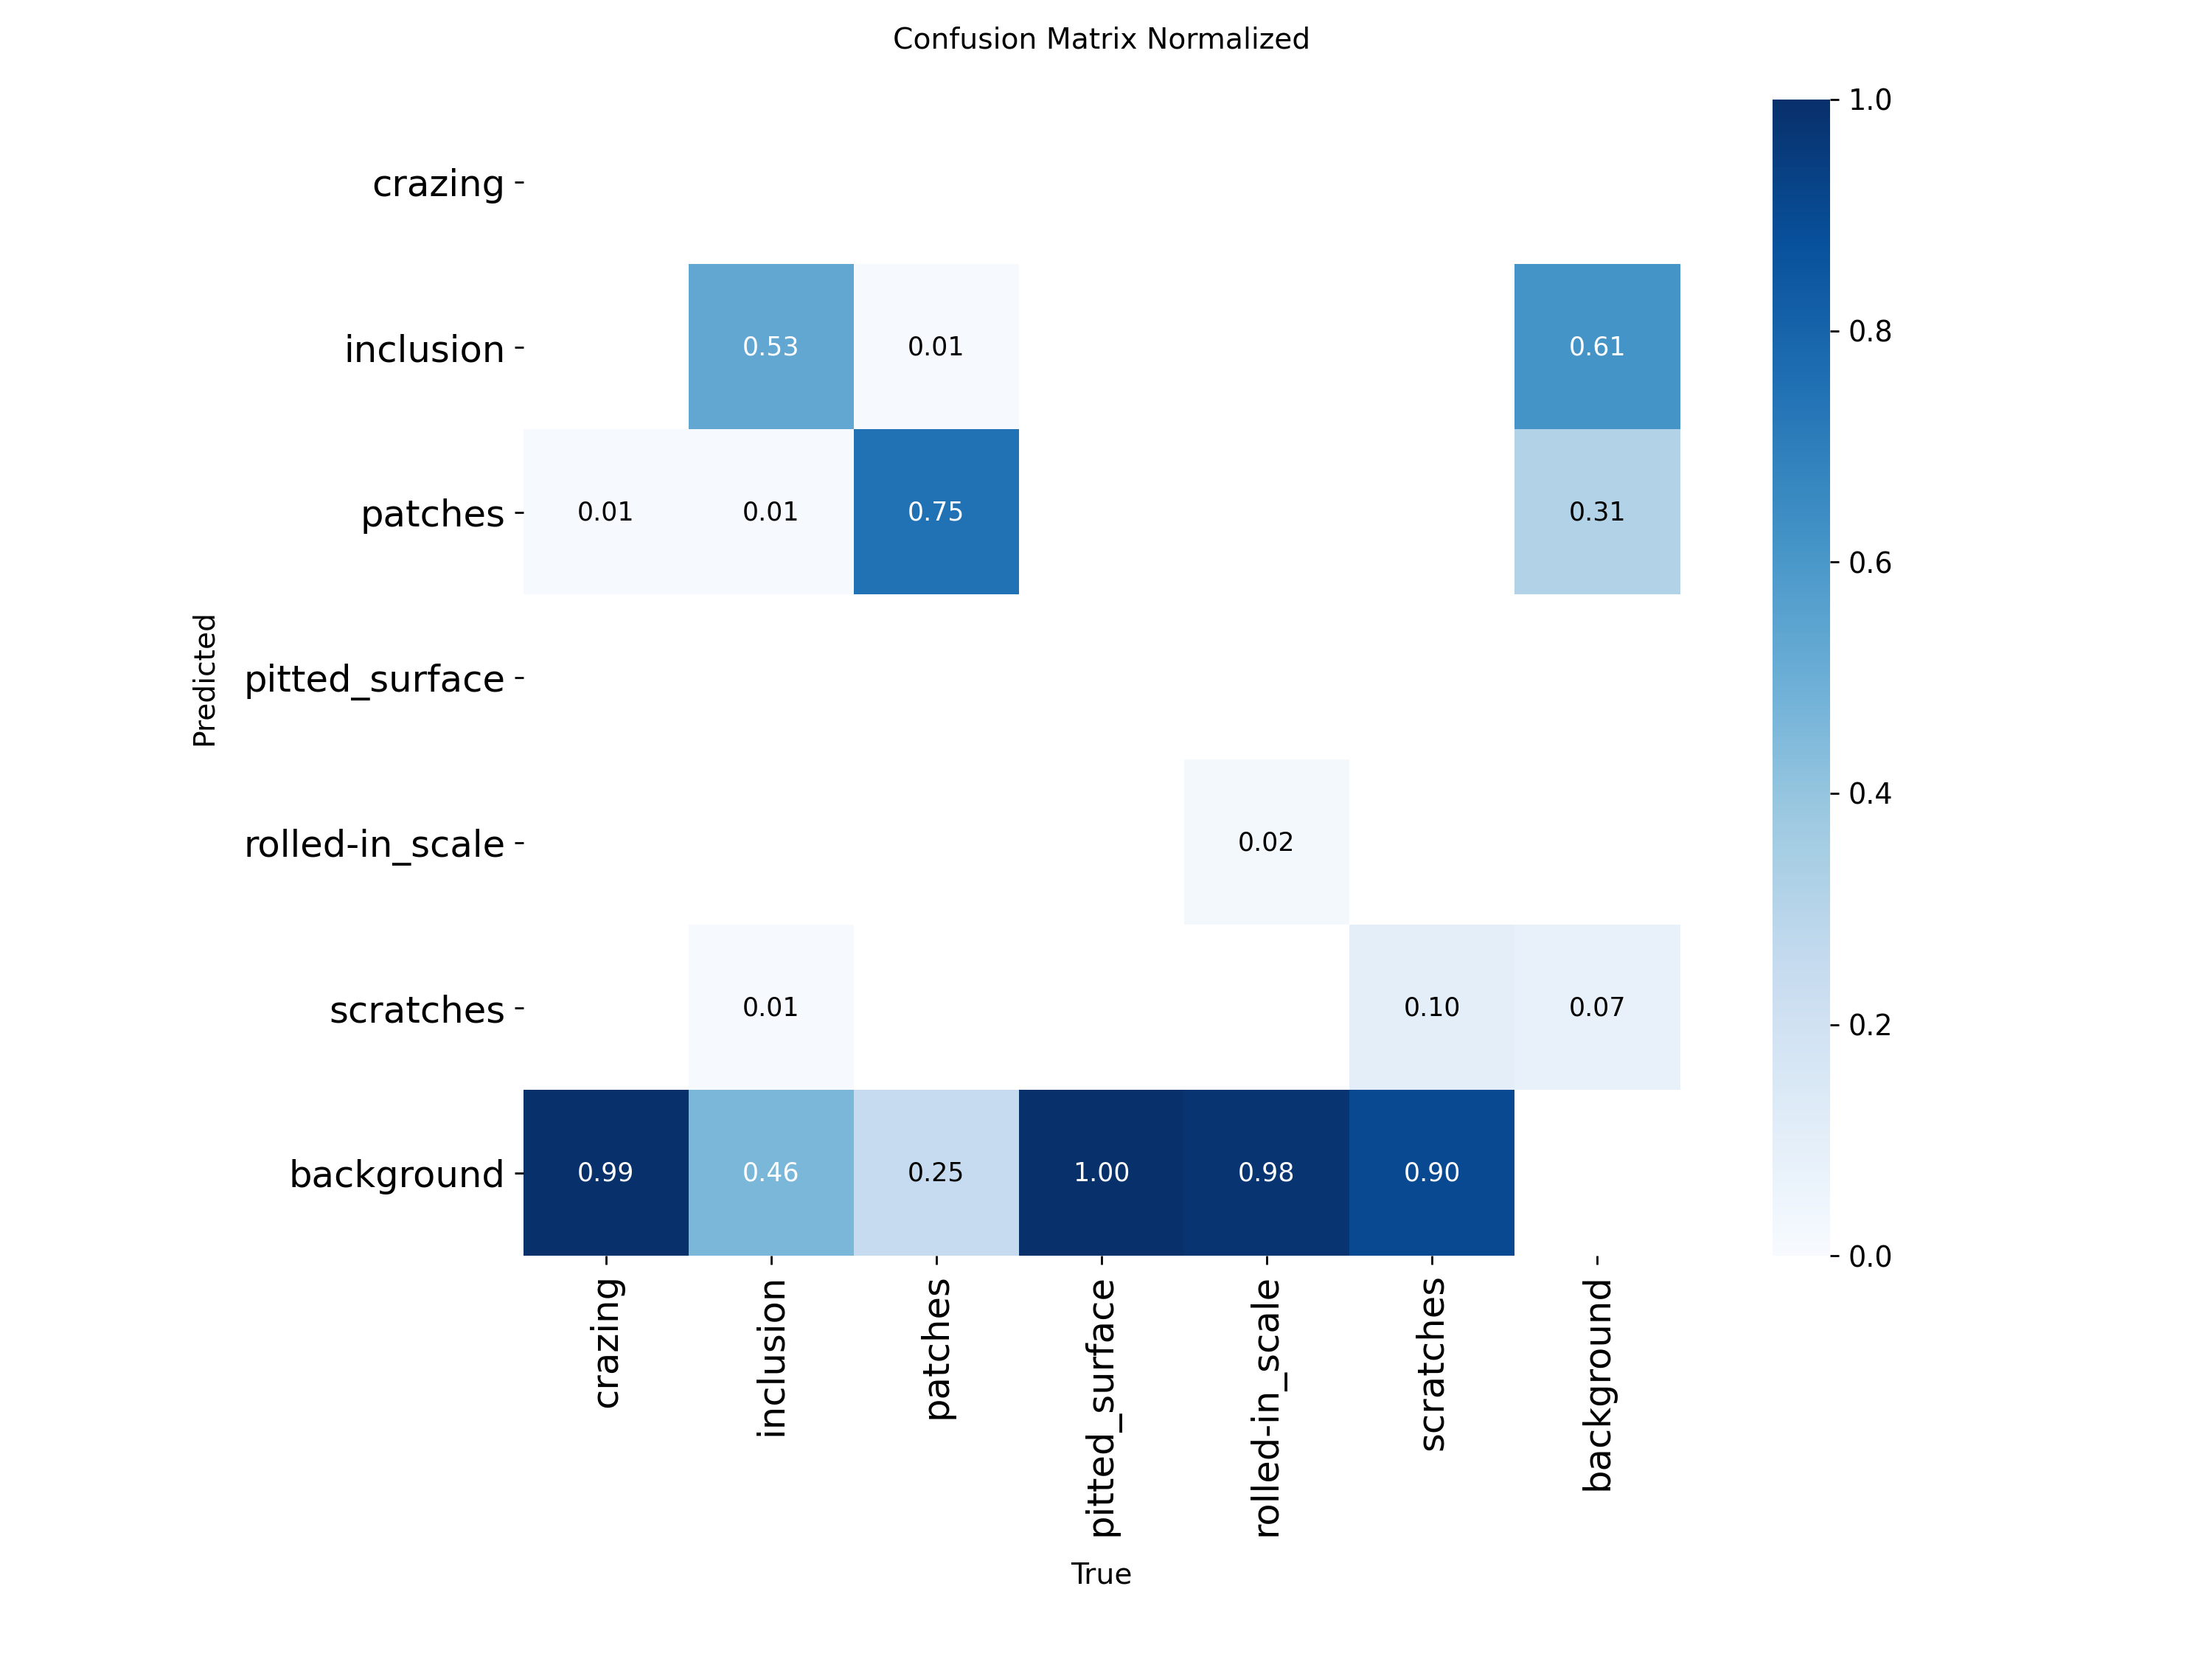 Confusion Matrix Normalized
crazing
inclusion 0.53 0.01 0.61
patches 0.01 0.01 0.75 0.31
pitted_surface
rolled-in_scale 0.02
scratches 0.01 0.10 0.07
background 0.99 0.46 0.25 1.00 0.98 0.90
Predicted
crazing inclusion patches pitted_surface rolled-in_scale scratches background
True
1.0
0.8
0.6
0.4
0.2
0.0